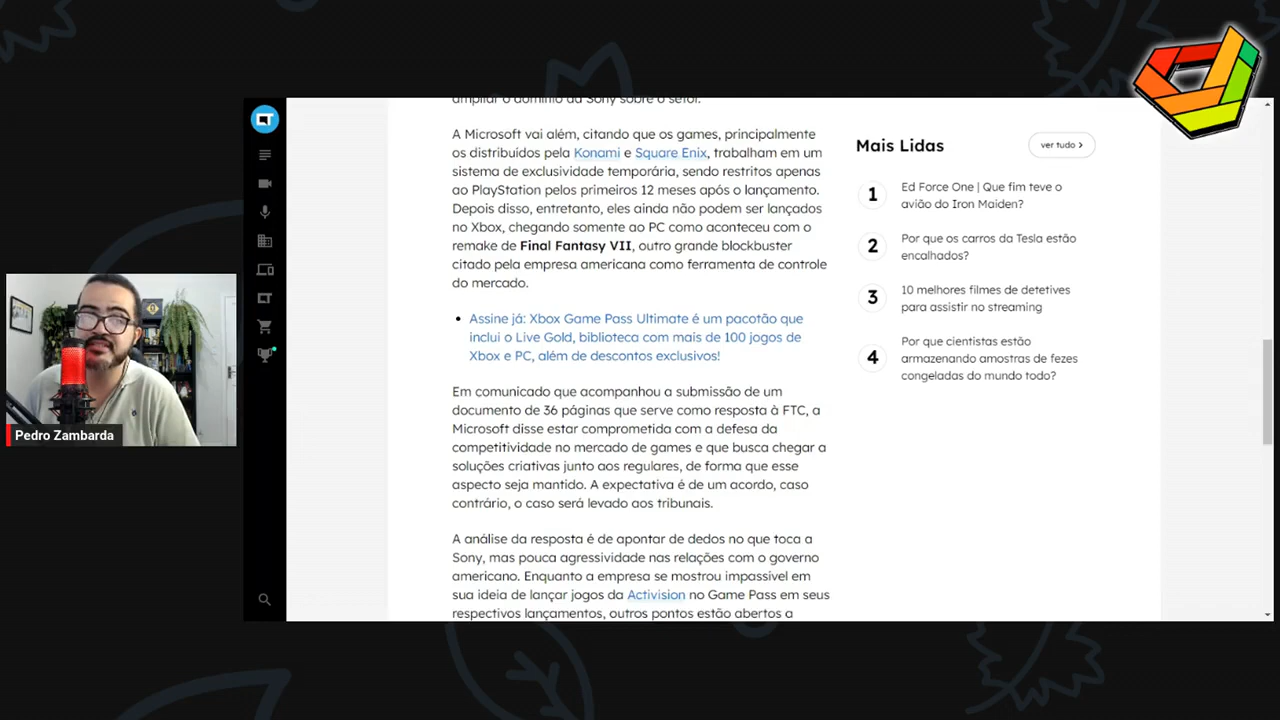 ampliar o domínio da Sony sobre o setor.
A Microsoft vai além, citando que os games, principalmente
os distribuídos pela Konami e Square Enix, trabalham em um
sistema de exclusividade temporária, sendo restritos apenas
ao PlayStation pelos primeiros 12 meses após o lançamento.
Depois disso, entretanto, eles ainda não podem ser lançados
no Xbox, chegando somente ao PC como aconteceu com o
remake de Final Fantasy VII, outro grande blockbuster
citado pela empresa americana como ferramenta de controle
do mercado.
• Assine já: Xbox Game Pass Ultimate é um pacotão que
inclui o Live Gold, biblioteca com mais de 100 jogos de
Xbox e PC, além de descontos exclusivos!
Em comunicado que acompanhou a submissão de um
documento de 36 páginas que serve como resposta à FTC, a
Microsoft disse estar comprometida com a defesa da
competitividade no mercado de games e que busca chegar a
soluções criativas junto aos regulares, de forma que esse
aspecto seja mantido. A expectativa é de um acordo, caso
contrário, o caso será levado aos tribunais.
A análise da resposta é de apontar de dedos no que toca a
Sony, mas pouca agressividade nas relações com o governo
americano. Enquanto a empresa se mostrou impassível em
sua ideia de lançar jogos da Activision no Game Pass em seus
respectivos lançamentos, outros pontos estão abertos a
Mais Lidas
ver tudo >
1 Ed Force One | Que fim teve o
avião do Iron Maiden?
2 Por que os carros da Tesla estão
encalhados?
3 10 melhores filmes de detetives
para assistir no streaming
4 Por que cientistas estão
armazenando amostras de fezes
congeladas do mundo todo?
Pedro Zambarda